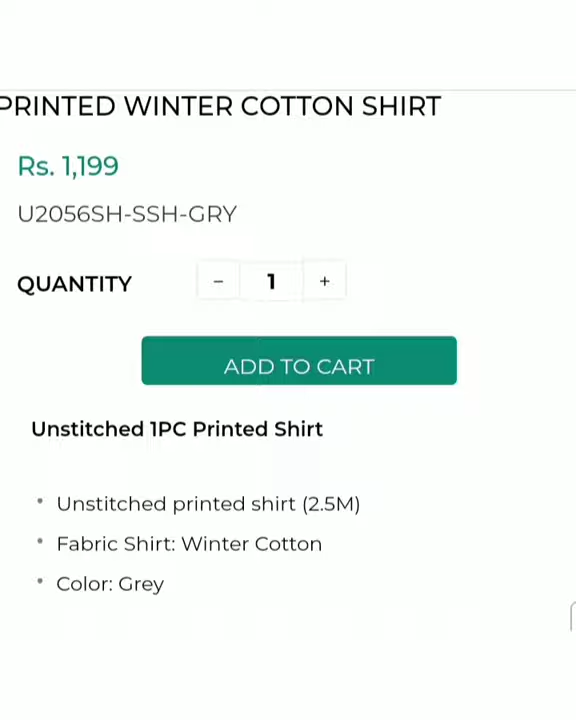 PRINTED WINTER COTTON SHIRT
Rs. 1,199
U2056SH-SSH-GRY
QUANTITY − 1 +
ADD TO CART
Unstitched 1PC Printed Shirt
• Unstitched printed shirt (2.5M)
• Fabric Shirt: Winter Cotton
• Color: Grey